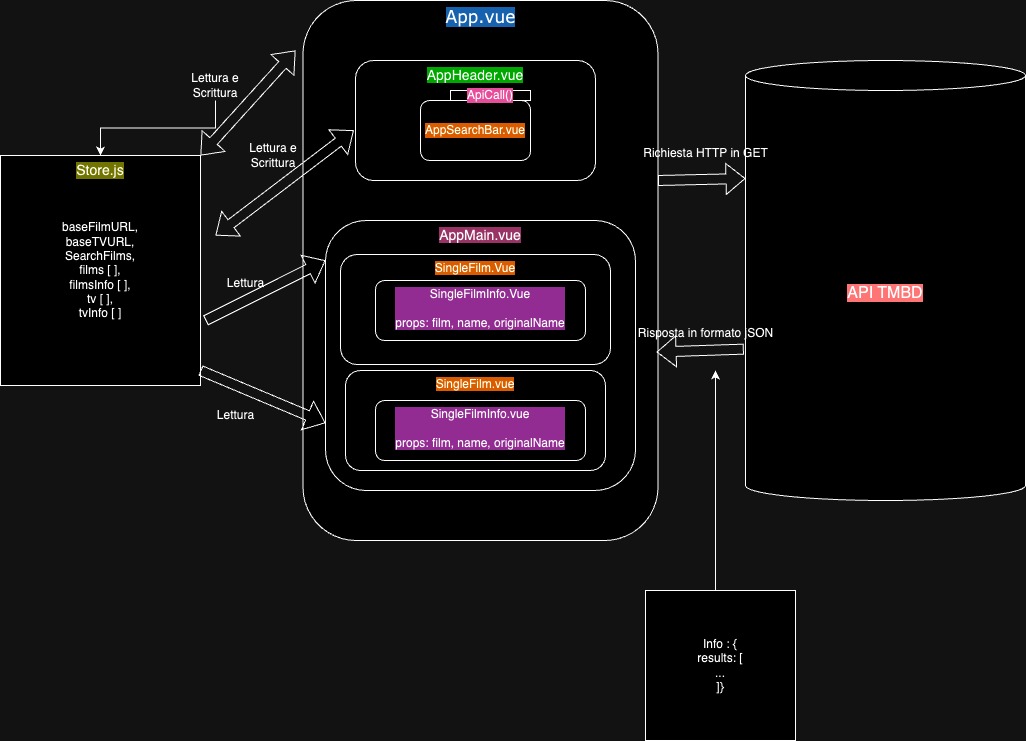 App.vue
AppHeader.vue
ApiCall()
AppSearchBar.vue
Lettura e
Scrittura
Lettura e
Scrittura
Store.js
baseFilmURL,
baseTVURL,
SearchFilms,
films [ ],
filmsInfo [ ],
tv [ ],
tvInfo [ ]
Lettura
Lettura
AppMain.vue
SingleFilm.Vue
SingleFilmInfo.Vue
props: film, name, originalName
SingleFilm.vue
SingleFilmInfo.vue
props: film, name, originalName
Richiesta HTTP in GET
API TMBD
Risposta in formato JSON
Info : {
results: [
...
]}